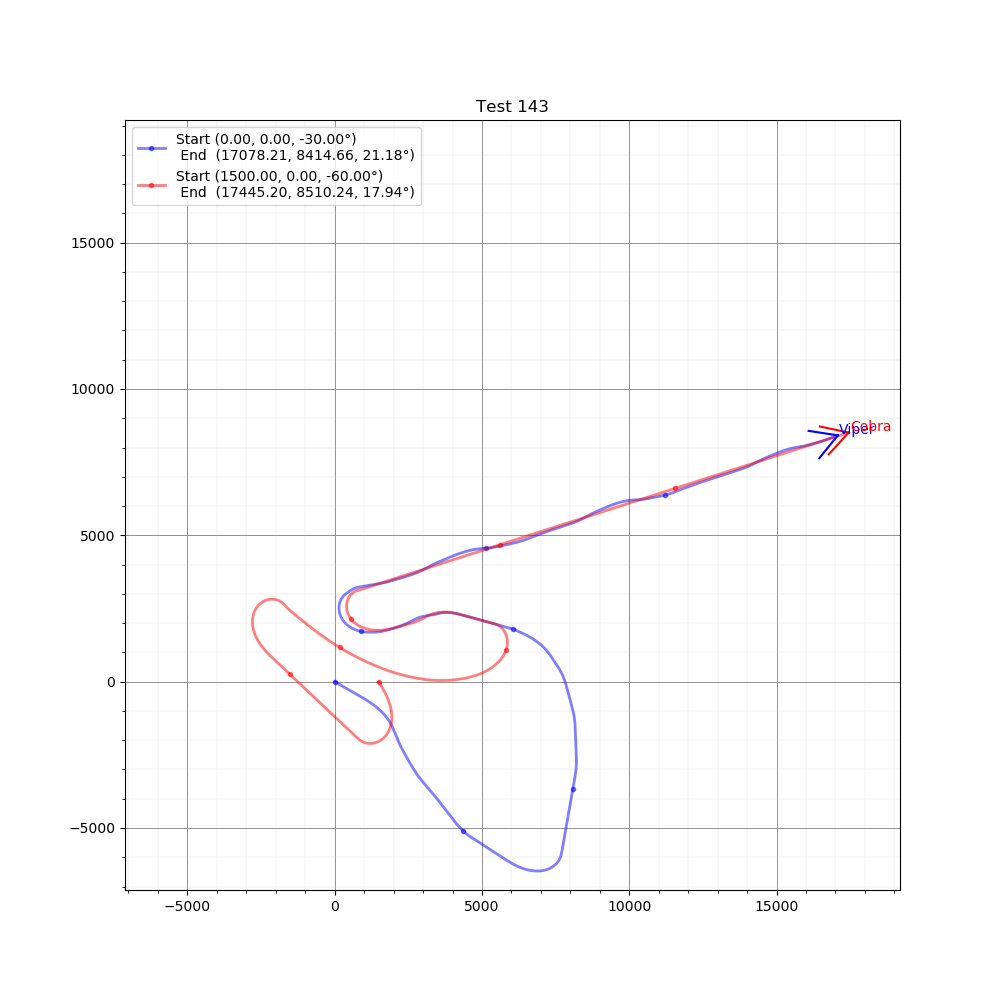 Test 143
Start (0.00, 0.00, -30.00°)
End (17078.21, 8414.66, 21.18°)
Start (1500.00, 0.00, -60.00°)
End (17445.20, 8510.24, 17.94°)
15000
10000
5000
0
−5000
Viper
Cobra
−5000
0
5000
10000
15000